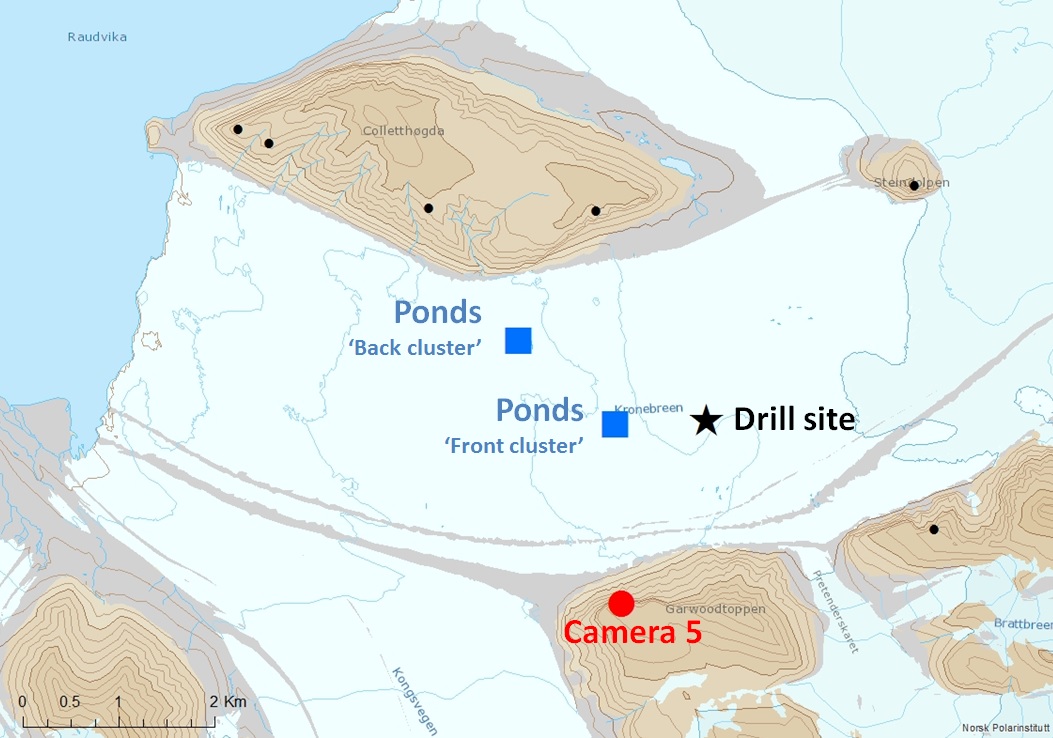 Raudvika
Colletthøgda
Steindolpen
Ponds
‘Back cluster’
Ponds
‘Front cluster’
Kronebreen
Drill site
Garwoodtoppen
Camera 5
Pretenderskaret
Brattbreen
Kongsvegen
0 0.5 1 2 Km
Norsk Polarinstitutt